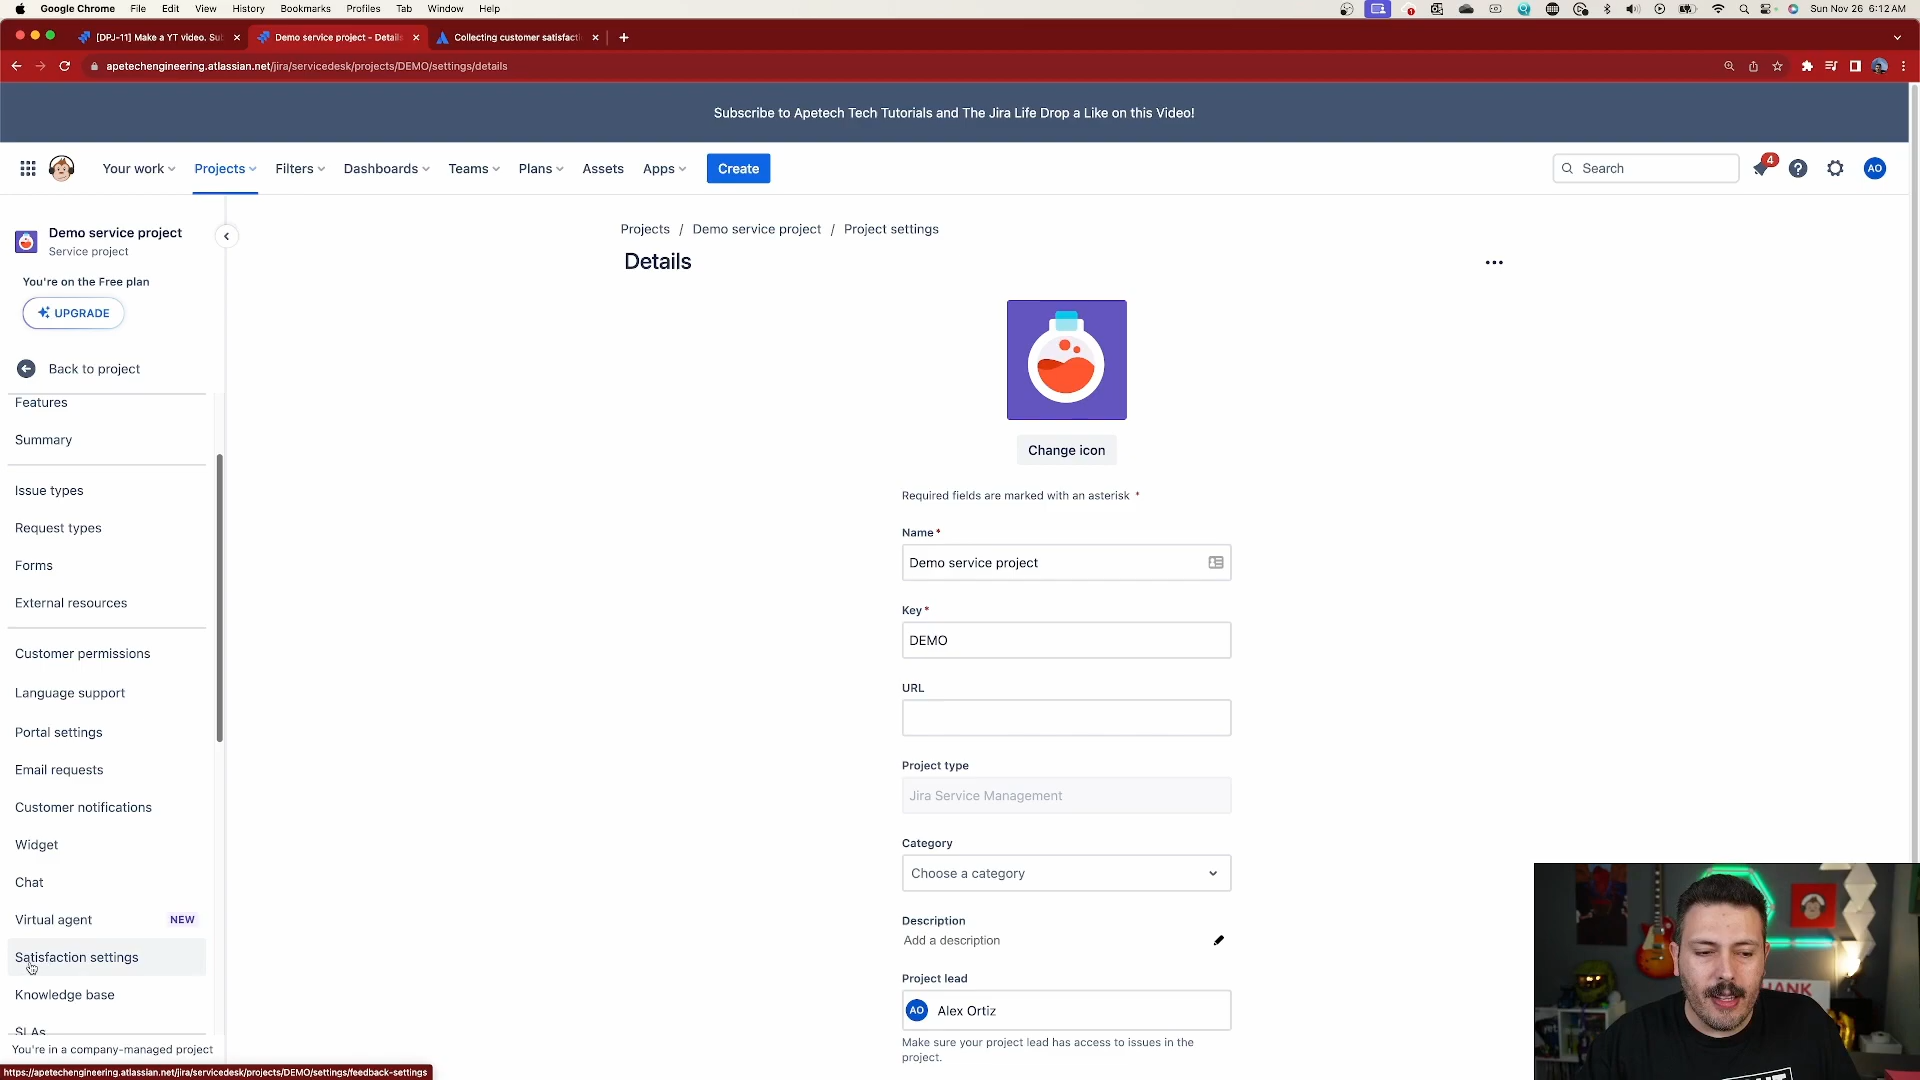 Google Chrome File Edit View History Bookmarks Profiles Tab Window Help
Sun Nov 26 6:12 AM
[DPJ-11] Make a YT video. Su
Demo service project - Details
Collecting customer satisfacti
apetechengineering.atlassian.net/jira/servicedesk/projects/DEMO/settings/details
Subscribe to Apetech Tech Tutorials and The Jira Life Drop a Like on this Video!
Your work Projects Filters Dashboards Teams Plans Assets Apps Create
Search
4
AO
Demo service project
Service project
You're on the Free plan
UPGRADE
Back to project
Features
Summary
Issue types
Request types
Forms
External resources
Customer permissions
Language support
Portal settings
Email requests
Customer notifications
Widget
Chat
Virtual agent NEW
Satisfaction settings
Knowledge base
SLAs
You're in a company-managed project
https://apetechengineering.atlassian.net/jira/servicedesk/projects/DEMO/settings/feedback-settings
Projects / Demo service project / Project settings
Details
Change icon
Required fields are marked with an asterisk *
Name *
Demo service project
Key *
DEMO
URL
Project type
Jira Service Management
Category
Choose a category
Description
Add a description
Project lead
AO Alex Ortiz
Make sure your project lead has access to issues in the
project.